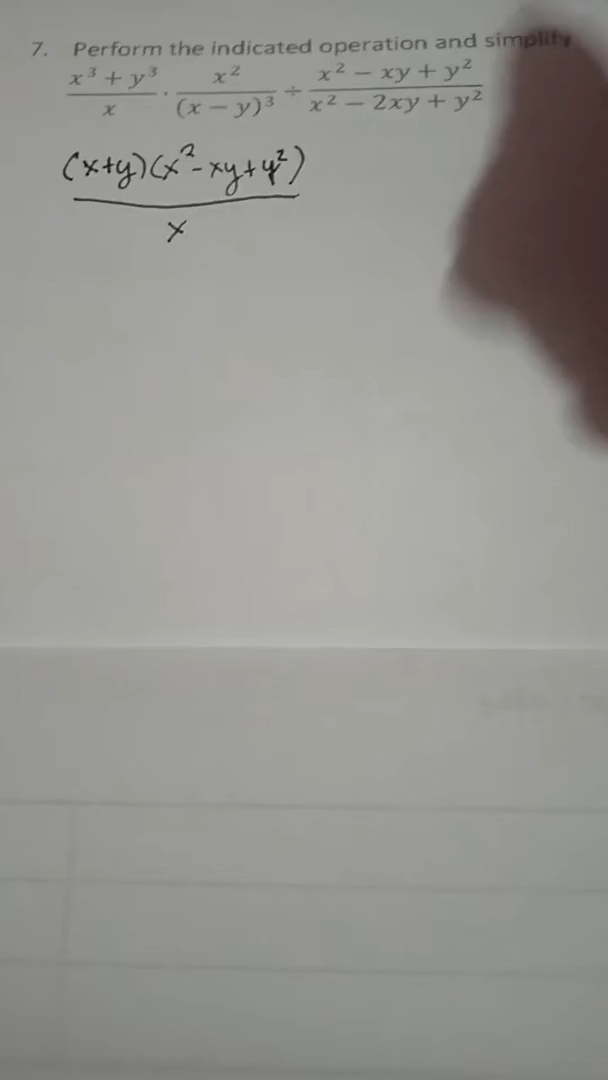 7. Perform the indicated operation and simplify
x³ + y³ / x · x² / (x − y)³ ÷ x² − xy + y² / x² − 2xy + y²
(x+y)(x²-xy+y²)
x